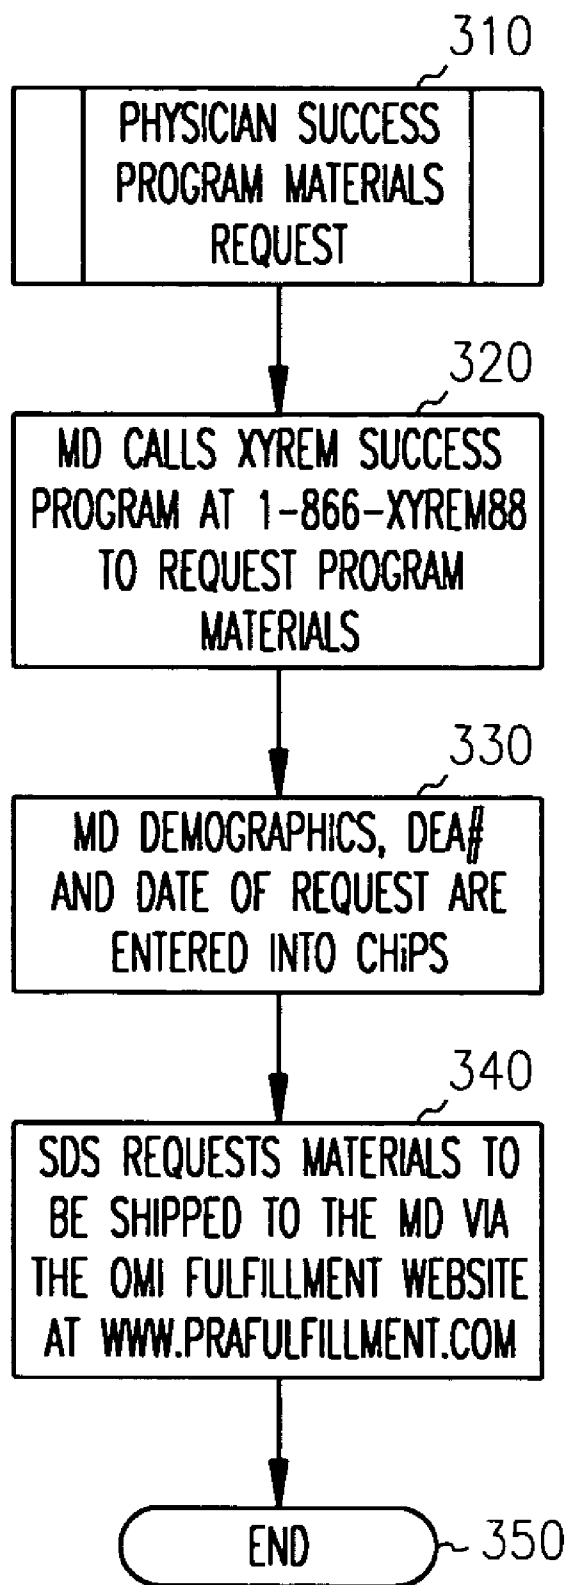 310
PHYSICIAN SUCCESS
PROGRAM MATERIALS
REQUEST
320
MD CALLS XYREM SUCCESS
PROGRAM AT 1-866-XYREM88
TO REQUEST PROGRAM
MATERIALS
330
MD DEMOGRAPHICS, DEA#
AND DATE OF REQUEST ARE
ENTERED INTO CHiPS
340
SDS REQUESTS MATERIALS TO
BE SHIPPED TO THE MD VIA
THE OMI FULFILLMENT WEBSITE
AT WWW.PRAFULFILLMENT.COM
END
350